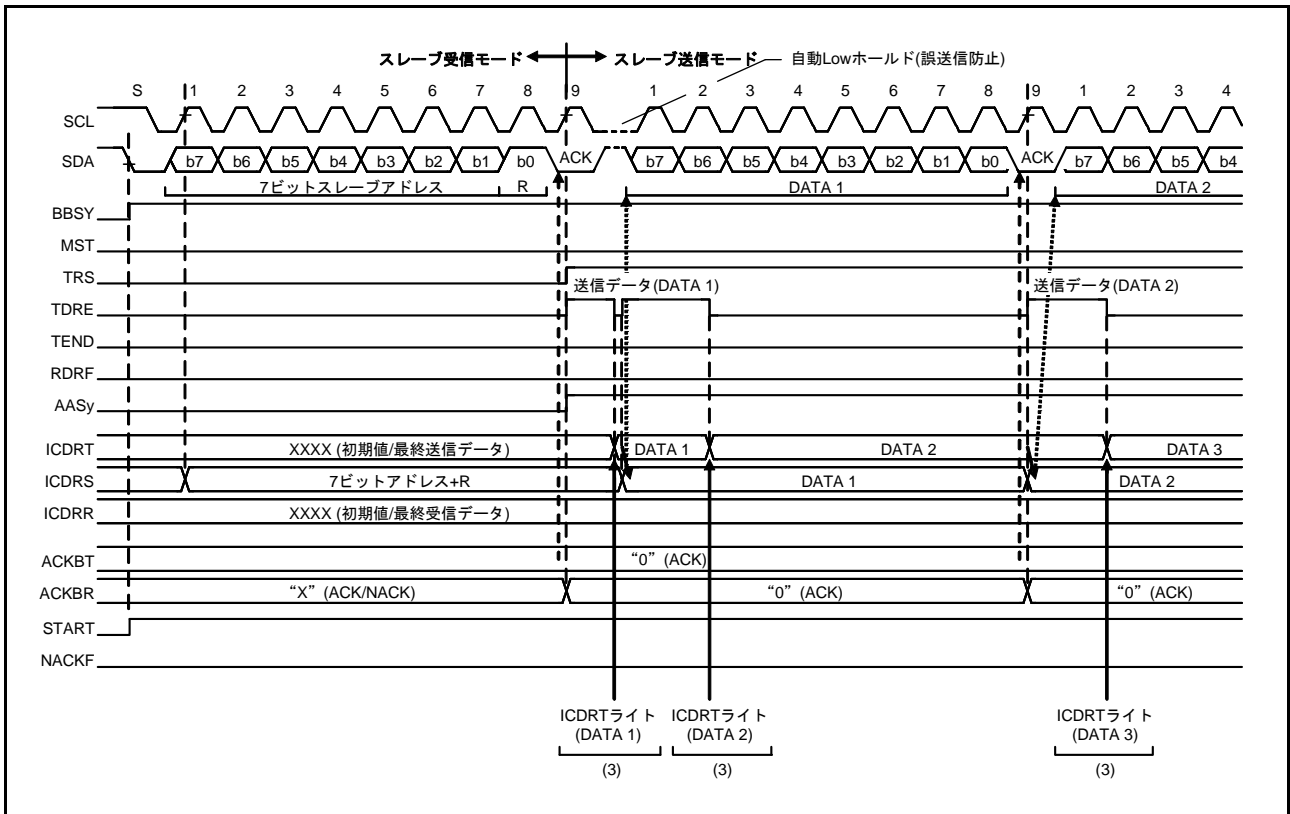 スレーブ受信モード スレーブ送信モード 自動Lowホールド(誤送信防止)
S 1 2 3 4 5 6 7 8 9 1 2 3 4 5 6 7 8 9 1 2 3 4
SCL
SDA b7 b6 b5 b4 b3 b2 b1 b0 ACK b7 b6 b5 b4 b3 b2 b1 b0 ACK b7 b6 b5 b4
7ビットスレーブアドレス R DATA 1 DATA 2
BBSY
MST
TRS
送信データ(DATA 1) 送信データ(DATA 2)
TDRE
TEND
RDRF
AASy
ICDRT XXXX (初期値/最終送信データ) DATA 1 DATA 2 DATA 3
ICDRS 7ビットアドレス+R DATA 1 DATA 2
ICDRR XXXX (初期値/最終受信データ)
ACKBT “0” (ACK)
ACKBR “X” (ACK/NACK) “0” (ACK) “0” (ACK)
START
NACKF
ICDRTライト ICDRTライト ICDRTライト
(DATA 1) (DATA 2) (DATA 3)
(3) (3) (3)